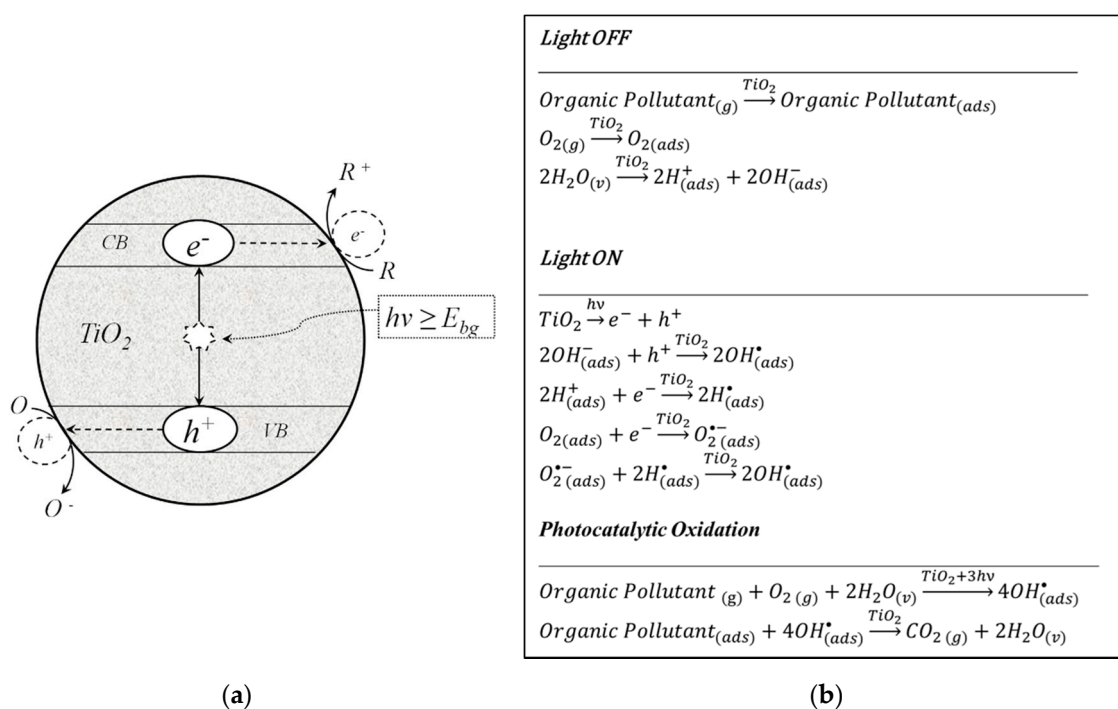 R⁺
CB
e⁻
e⁻
R
TiO₂
hν ≥ E_bg
O
h⁺
h⁺
VB
O⁻
Light OFF
Organic Pollutant₍g₎ —TiO₂→ Organic Pollutant₍ads₎
O₂₍g₎ —TiO₂→ O₂₍ads₎
2H₂O₍v₎ —TiO₂→ 2H⁺₍ads₎ + 2OH⁻₍ads₎
Light ON
TiO₂ —hν→ e⁻ + h⁺
2OH⁻₍ads₎ + h⁺ —TiO₂→ 2OH•₍ads₎
2H⁺₍ads₎ + e⁻ —TiO₂→ 2H•₍ads₎
O₂₍ads₎ + e⁻ —TiO₂→ O₂•⁻₍ads₎
O₂•⁻₍ads₎ + 2H•₍ads₎ —TiO₂→ 2OH•₍ads₎
Photocatalytic Oxidation
Organic Pollutant ₍g₎ + O₂ ₍g₎ + 2H₂O₍v₎ —TiO₂+3hν→ 4OH•₍ads₎
Organic Pollutant₍ads₎ + 4OH•₍ads₎ —TiO₂→ CO₂ ₍g₎ + 2H₂O₍v₎
(a)
(b)